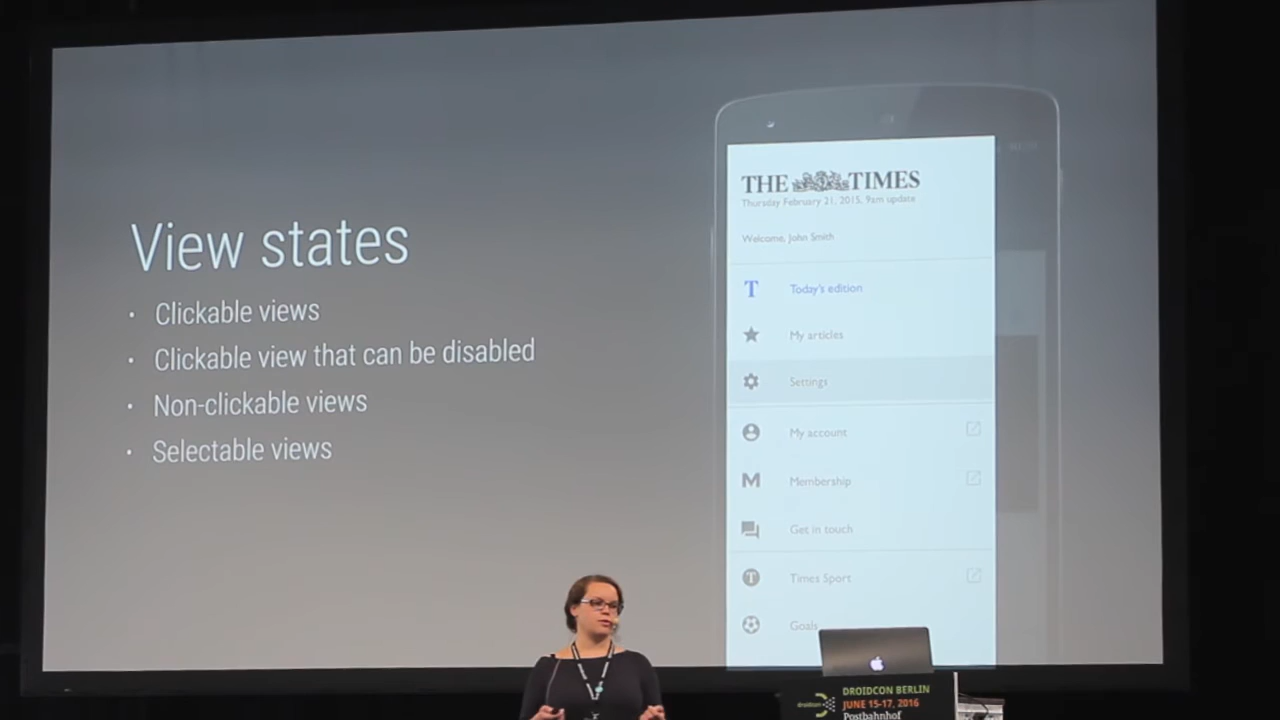 View states
• Clickable views
• Clickable view that can be disabled
• Non-clickable views
• Selectable views
THE TIMES
Thursday February 21, 2015, 9am update
Welcome, John Smith
T Today's edition
My articles
Settings
My account
M Membership
Get in touch
T Times Sport
Goals
droidcon
DROIDCON BERLIN
JUNE 15-17, 2016
Postbahnhof